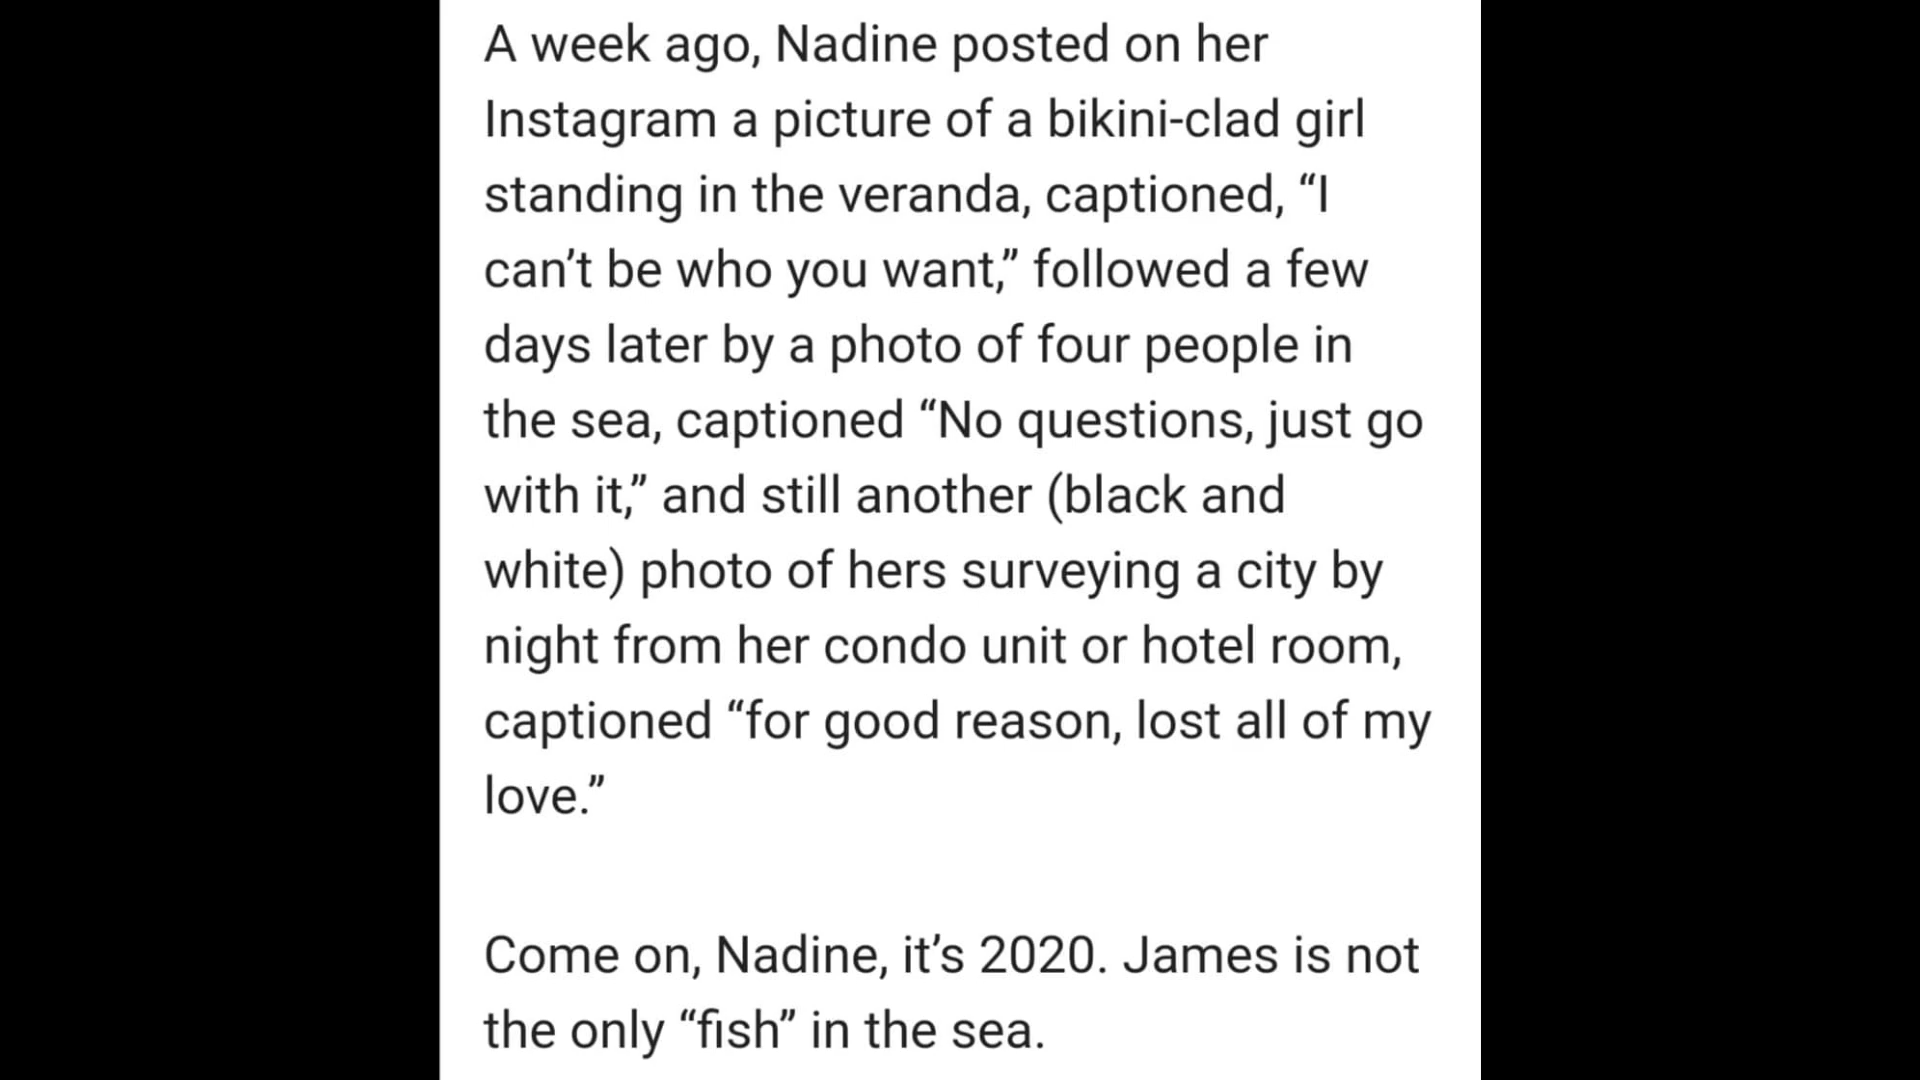 A week ago, Nadine posted on her
Instagram a picture of a bikini-clad girl
standing in the veranda, captioned, “I
can’t be who you want,” followed a few
days later by a photo of four people in
the sea, captioned “No questions, just go
with it,” and still another (black and
white) photo of hers surveying a city by
night from her condo unit or hotel room,
captioned “for good reason, lost all of my
love.”
Come on, Nadine, it’s 2020. James is not
the only “fish” in the sea.